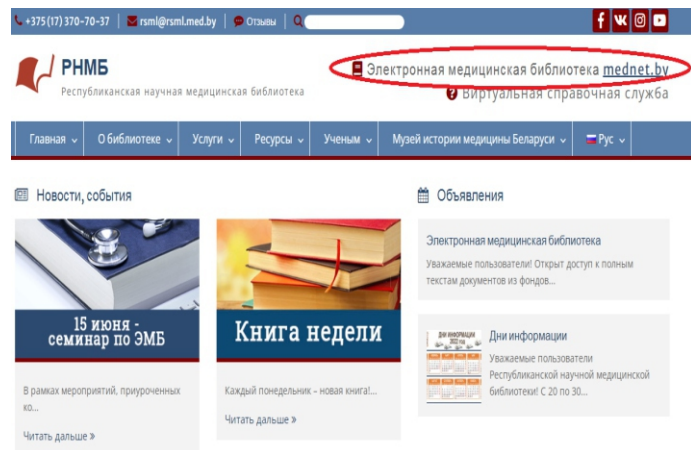 +375 (17) 370-70-37
rsml@rsml.med.by
Отзывы
РНМБ
Республиканская научная медицинская библиотека
Электронная медицинская библиотека mednet.by
Виртуальная справочная служба
Главная
О библиотеке
Услуги
Ресурсы
Ученым
Музей истории медицины Беларуси
Рус
Новости, события
15 июня -
семинар по ЭМБ
В рамках мероприятий, приуроченных
ко...
Читать дальше »
Книга недели
Каждый понедельник – новая книга!...
Читать дальше »
Объявления
Электронная медицинская библиотека
Уважаемые пользователи! Открыт доступ к полным
текстам документов из фондов...
ДНИ ИНФОРМАЦИИ
2022 год
Дни информации
Уважаемые пользователи
Республиканской научной медицинской
библиотеки! С 20 по 30...